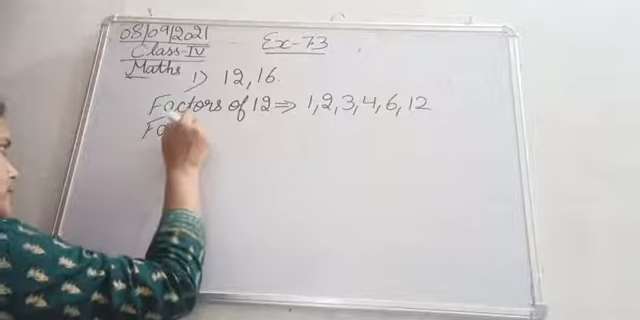 08/09/2021
Class-IV
Ex-7.3
Maths
1) 12, 16.
Factors of 12 ⇒ 1, 2, 3, 4, 6, 12
Fa